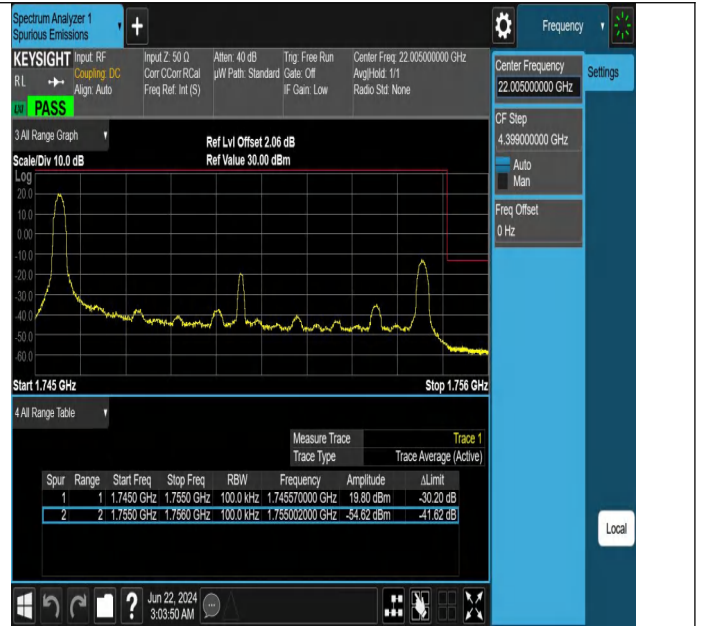 Spectrum Analyzer 1
Spurious Emissions
+
Frequency
KEYSIGHT Input: RF Input Z: 50 Ω Atten: 40 dB Trig: Free Run Center Freq: 22.005000000 GHz
RL Coupling: DC Corr CCorr RCal µW Path: Standard Gate: Off Avg|Hold: 1/1
Align: Auto Freq Ref: Int (S) IF Gain: Low Radio Std: None
LXI PASS
Center Frequency
22.005000000 GHz
Settings
CF Step
4.399000000 GHz
Auto
Man
Freq Offset
0 Hz
3 All Range Graph
Ref Lvl Offset 2.06 dB
Scale/Div 10.0 dB Ref Value 30.00 dBm
Log
20.0
10.0
0.00
-10.0
-20.0
-30.0
-40.0
-50.0
-60.0
Start 1.745 GHz Stop 1.756 GHz
4 All Range Table
Measure Trace Trace 1
Trace Type Trace Average (Active)
Spur Range Start Freq Stop Freq RBW Frequency Amplitude ΔLimit
1 1 1.7450 GHz 1.7550 GHz 100.0 kHz 1.745570000 GHz 19.80 dBm -30.20 dB
2 2 1.7550 GHz 1.7560 GHz 100.0 kHz 1.755002000 GHz -54.62 dBm -41.62 dB
Local
? Jun 22, 2024
3:03:50 AM